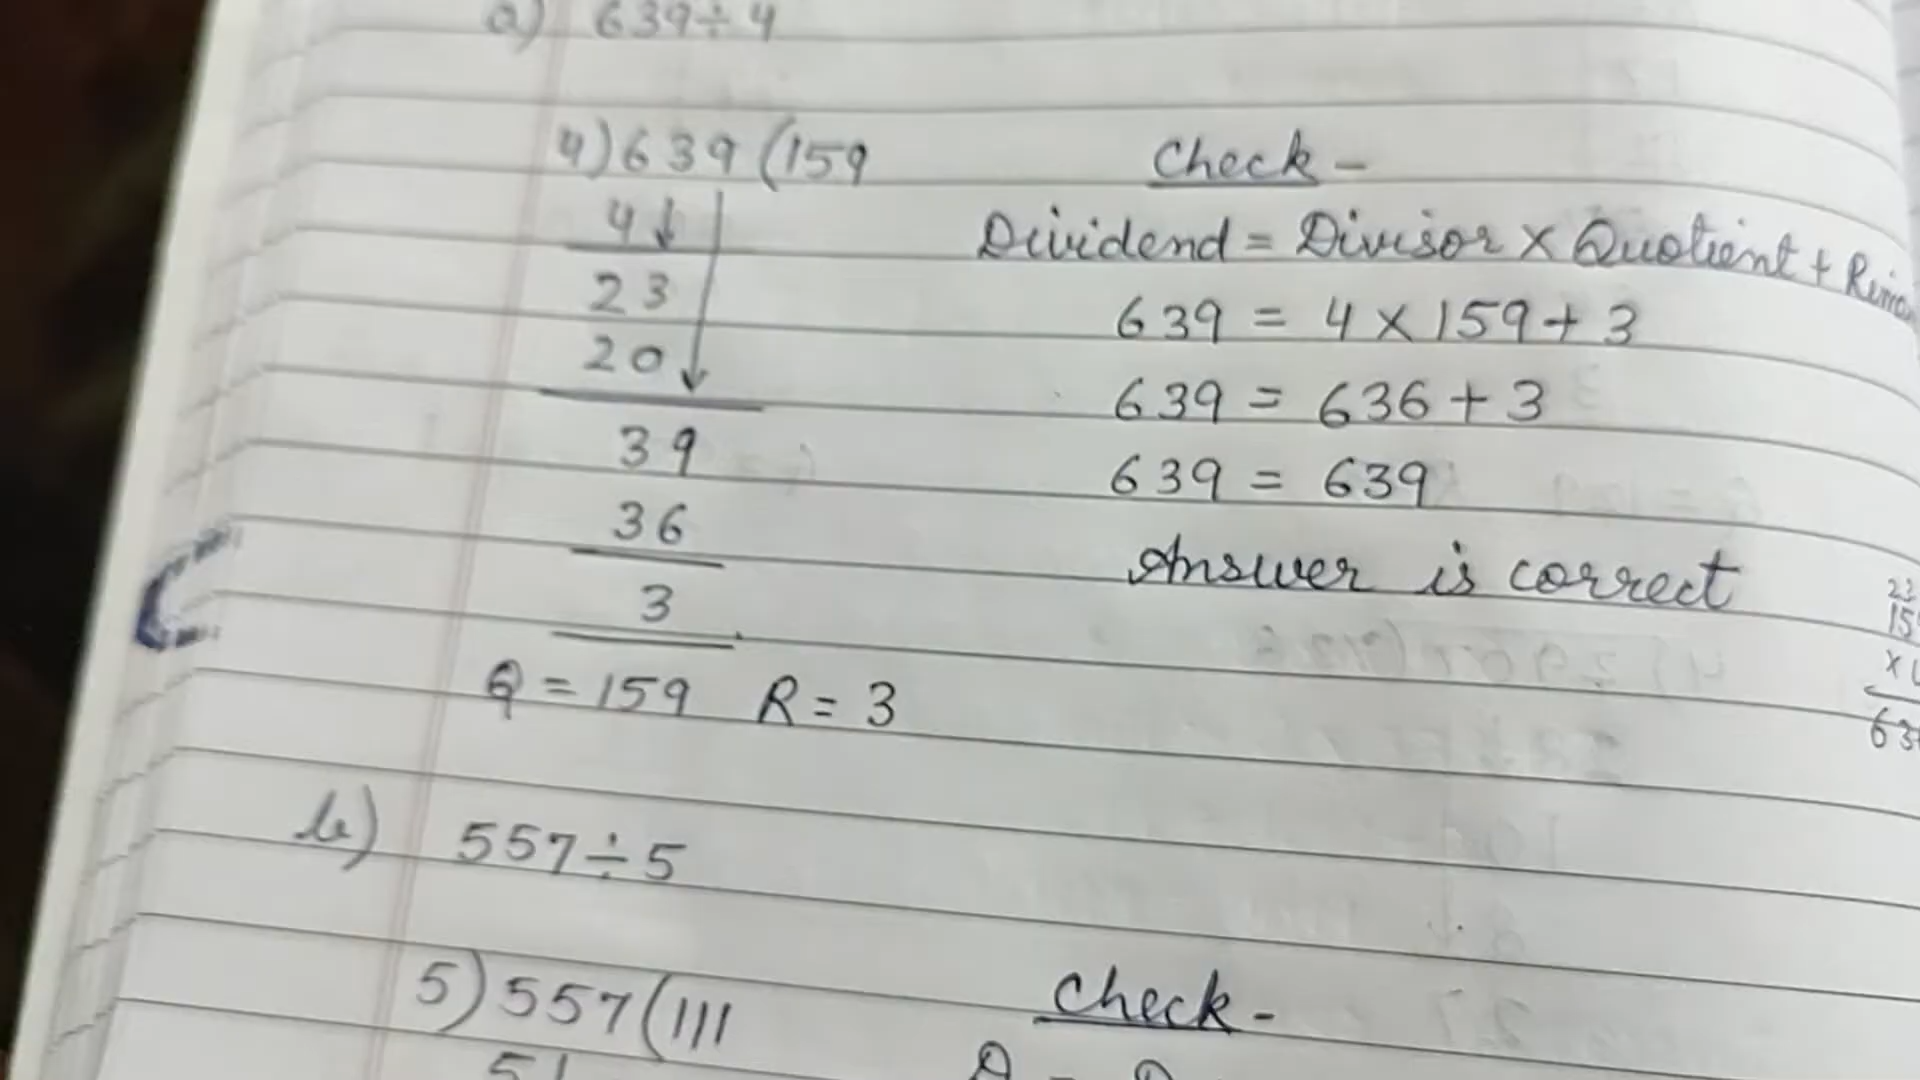 a) 639÷4
4)639(159
4↓
23
20↓
39
36
3
Q = 159 R = 3
Check -
Dividend = Divisor × Quotient +
639 = 4×159+3
639 = 636+3
639 = 639
Answer is correct
b) 557÷5
5)557(111
5↓
Check -